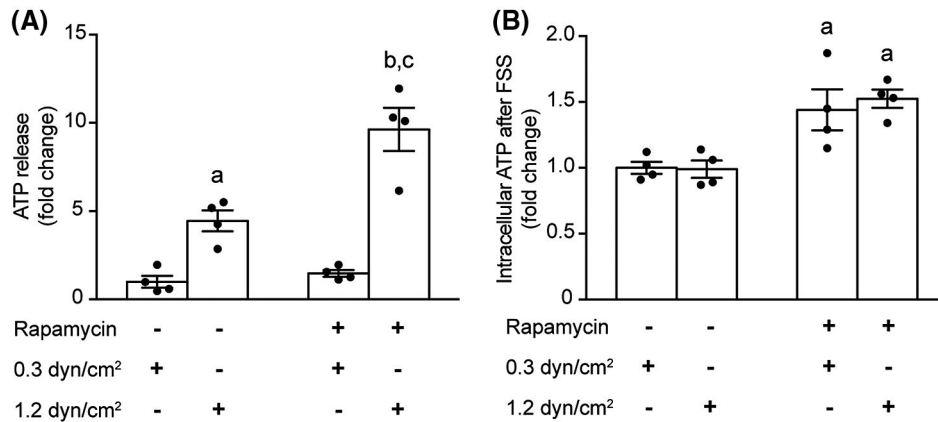 (A)
ATP release
(fold change)
15
10
5
0
a
b,c
Rapamycin - - + +
0.3 dyn/cm² + - + -
1.2 dyn/cm² - + - +
(B)
Intracellular ATP after FSS
(fold change)
2.0
1.5
1.0
0.5
0
a
a
Rapamycin - - + +
0.3 dyn/cm² + - + -
1.2 dyn/cm² - + - +